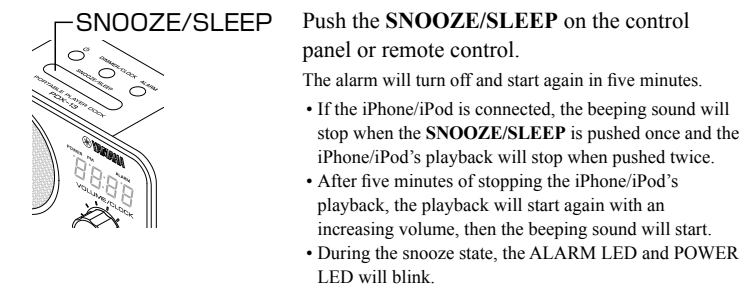 SNOOZE/SLEEP
DIMMER/CLOCK
ALARM
SNOOZE/SLEEP
PORTABLE PLAYER DOCK
PDX-13
YAMAHA
POWER PM ALARM
88:88
VOLUME/CLOCK
Push the SNOOZE/SLEEP on the control
panel or remote control.
The alarm will turn off and start again in five minutes.
• If the iPhone/iPod is connected, the beeping sound will
stop when the SNOOZE/SLEEP is pushed once and the
iPhone/iPod's playback will stop when pushed twice.
• After five minutes of stopping the iPhone/iPod's
playback, the playback will start again with an
increasing volume, then the beeping sound will start.
• During the snooze state, the ALARM LED and POWER
LED will blink.